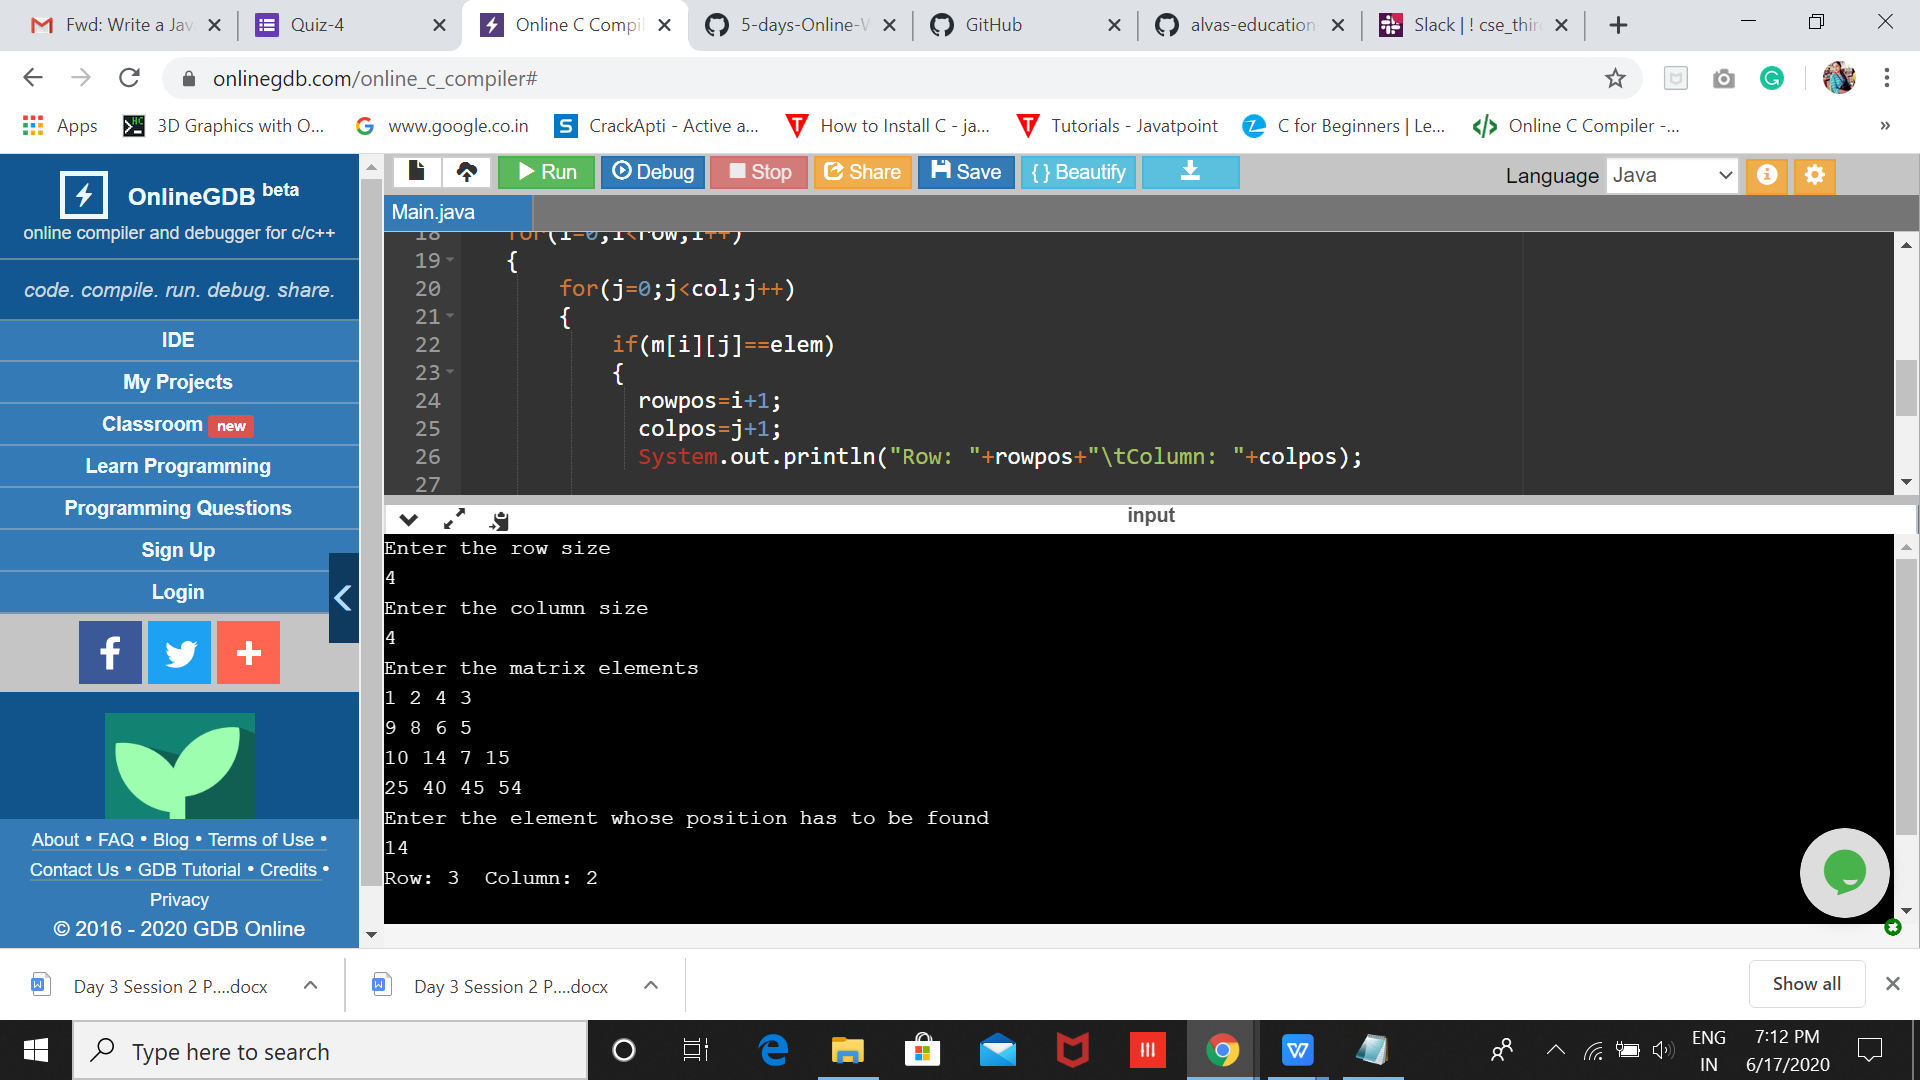 Fwd: Write a Jav
Quiz-4
Online C Compil
5-days-Online-W
GitHub
alvas-education
Slack | ! cse_thir
onlinegdb.com/online_c_compiler#
Apps
3D Graphics with O...
www.google.co.in
CrackApti - Active a...
How to Install C - ja...
Tutorials - Javatpoint
C for Beginners | Le...
Online C Compiler -...
»
OnlineGDB beta
online compiler and debugger for c/c++
code. compile. run. debug. share.
IDE
My Projects
Classroom new
Learn Programming
Programming Questions
Sign Up
Login
About • FAQ • Blog • Terms of Use •
Contact Us • GDB Tutorial • Credits •
Privacy
© 2016 - 2020 GDB Online
Run
Debug
Stop
Share
Save
{ } Beautify
Language Java
Main.java
18 for(i=0;i<row;i++)
19 {
20 for(j=0;j<col;j++)
21 {
22 if(m[i][j]==elem)
23 {
24 rowpos=i+1;
25 colpos=j+1;
26 System.out.println("Row: "+rowpos+"\tColumn: "+colpos);
27
input
Enter the row size
4
Enter the column size
4
Enter the matrix elements
1 2 4 3
9 8 6 5
10 14 7 15
25 40 45 54
Enter the element whose position has to be found
14
Row: 3  Column: 2
Day 3 Session 2 P....docx
Day 3 Session 2 P....docx
Show all
Type here to search
ENG
IN
7:12 PM
6/17/2020